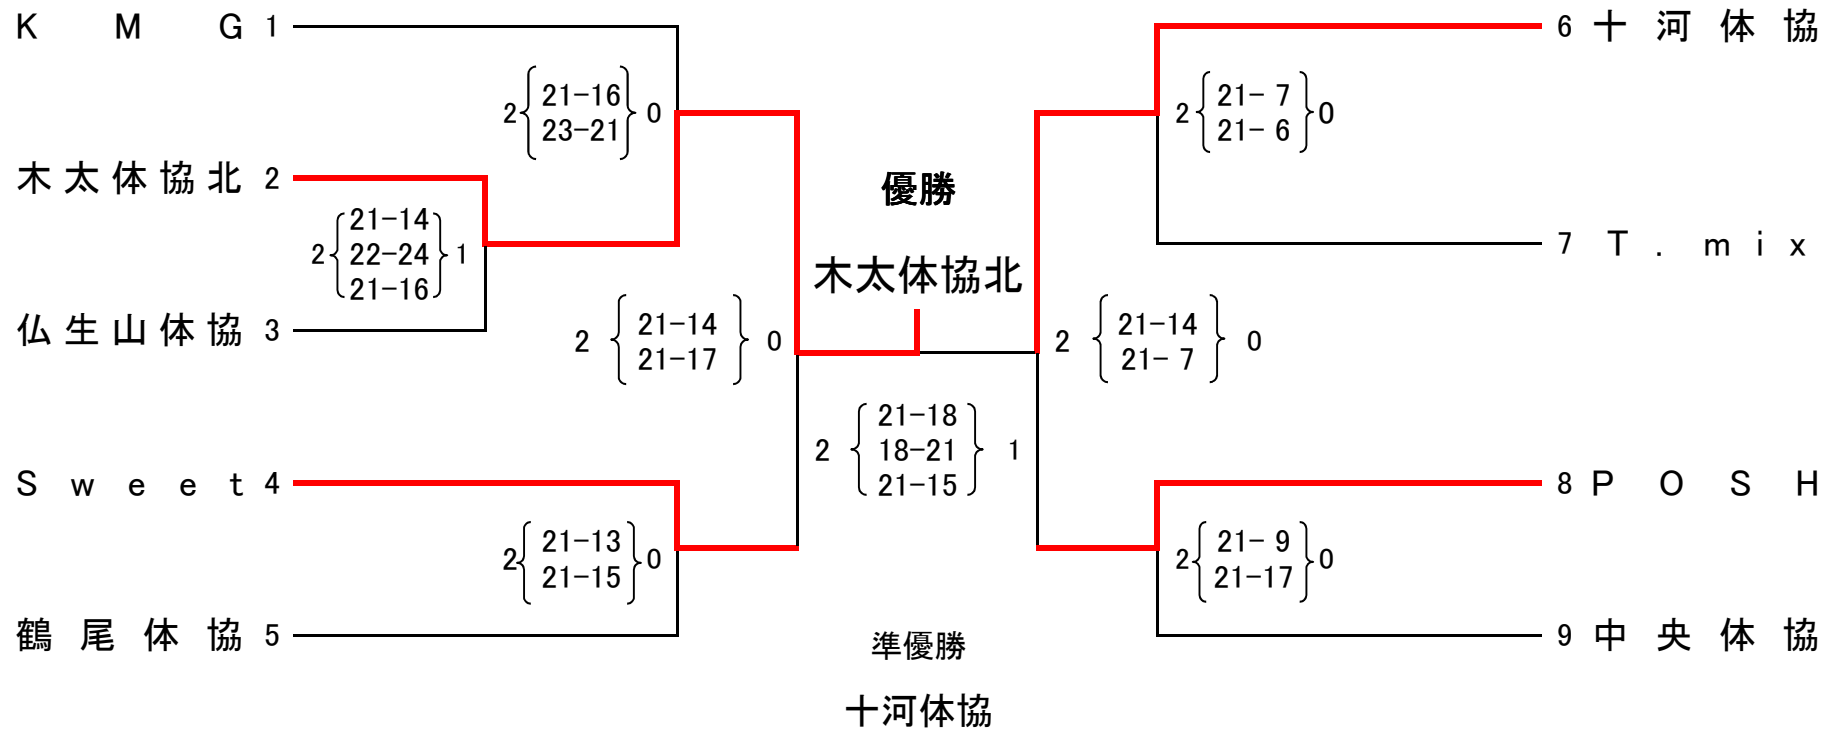 K M G 1
2 21-16 0
23-21
木太体協北 2
21-14
2 22-24 1
21-16
仏生山体協 3
2 21-14 0
21-17
Sweet 4
2 21-13 0
21-15
鶴尾体協 5
優勝
木太体協北
21-18
2 18-21 1
21-15
準優勝
十河体協
6 十河体協
2 21- 7 0
21- 6
7 T.mix
2 21-14 0
21- 7
8 POSH
2 21- 9 0
21-17
9 中央体協